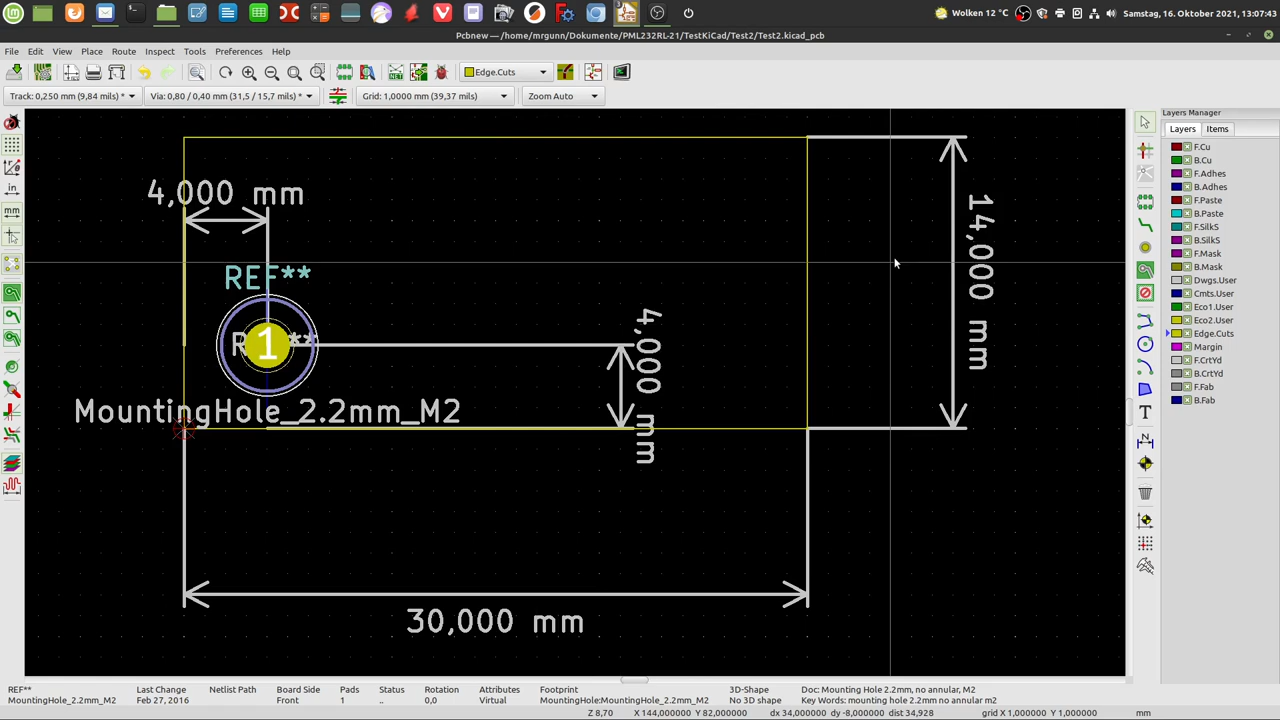 Wolken 12 °C
Samstag, 16. Oktober 2021, 13:07:43
Pcbnew — /home/mrgunn/Dokumente/PML232RL-21/TestKiCad/Test2/Test2.kicad_pcb
File Edit View Place Route Inspect Tools Preferences Help
Edge.Cuts
Track: 0,250 mm (9,84 mils) * Via: 0,80 / 0,40 mm (31,5 / 15,7 mils) * Grid: 1,0000 mm (39,37 mils) Zoom Auto
Layers Manager
Layers Items
F.Cu
B.Cu
F.Adhes
B.Adhes
F.Paste
B.Paste
F.SilkS
B.SilkS
F.Mask
B.Mask
Dwgs.User
Cmts.User
Eco1.User
Eco2.User
Edge.Cuts
Margin
F.CrtYd
B.CrtYd
F.Fab
B.Fab
in
mm
4,000 mm
14,000 mm
REF**
4,000 mm
R 1 **
MountingHole_2.2mm_M2
30,000 mm
REF** Last Change Netlist Path Board Side Pads Status Rotation Attributes Footprint 3D-Shape Doc: Mounting Hole 2.2mm, no annular, M2
MountingHole_2.2mm_M2 Feb 27, 2016 Front 1 .. 0,0 Virtual MountingHole:MountingHole_2.2mm_M2 No 3D shape Key Words: mounting hole 2.2mm no annular m2
Z 8,70 X 144,000000 Y 82,000000 dx 34,000000 dy -8,000000 dist 34,928 grid X 1,000000 Y 1,000000 mm